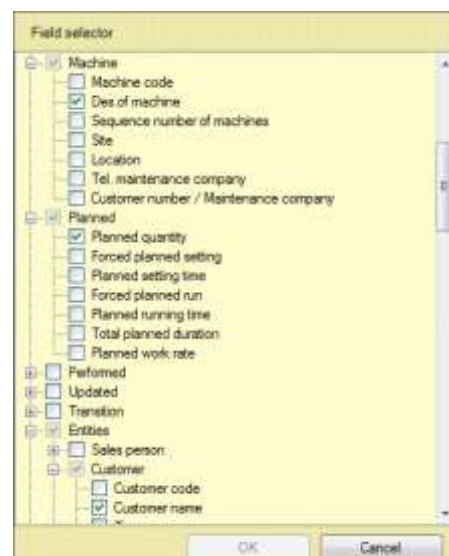 Field selector
Machine
Machine code
Des.of machine
Sequence number of machines
Site
Location
Tel. maintenance company
Customer number / Maintenance company
Planned
Planned quantity
Forced planned setting
Planned setting time
Forced planned run
Planned running time
Total planned duration
Planned work rate
Performed
Updated
Transition
Entities
Sales person
Customer
Customer code
Customer name
OK
Cancel